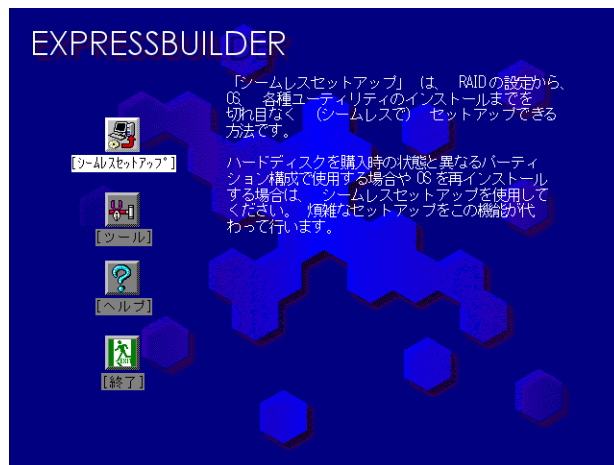 EXPRESSBUILDER
「シームレスセットアップ」 は、 RAIDの設定から、
OS、 各種ユーティリティのインストールまでを
切れ目なく （シームレスで） セットアップできる
方法です。
ハードディスクを購入時の状態と異なるパーティ
ション構成で使用する場合や OSを再インストール
する場合は、 シームレスセットアップを使用して
ください。 煩雑なセットアップをこの機能が代
わって行います。
[ｼｰﾑﾚｽｾｯﾄｱｯﾌﾟ]
[ツール]
[ヘルプ]
EXIT
[終了]